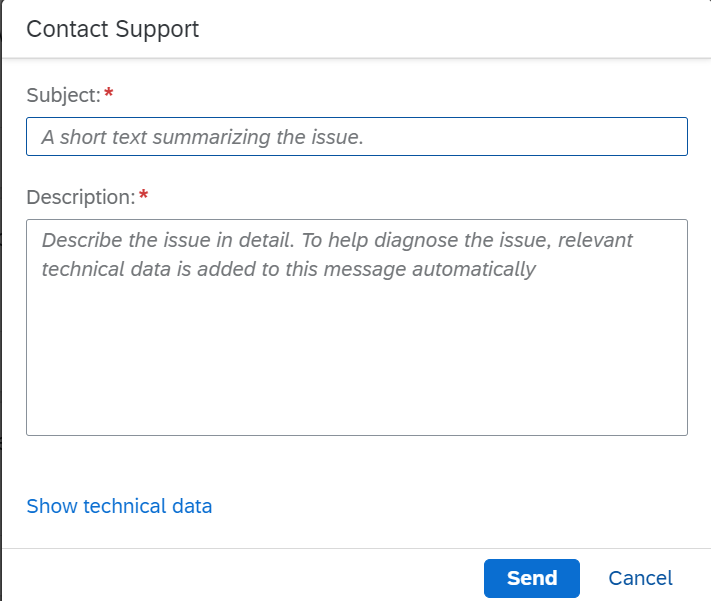 Contact Support
Subject:*
A short text summarizing the issue.
Description:*
Describe the issue in detail. To help diagnose the issue, relevant
technical data is added to this message automatically
Show technical data
Send Cancel